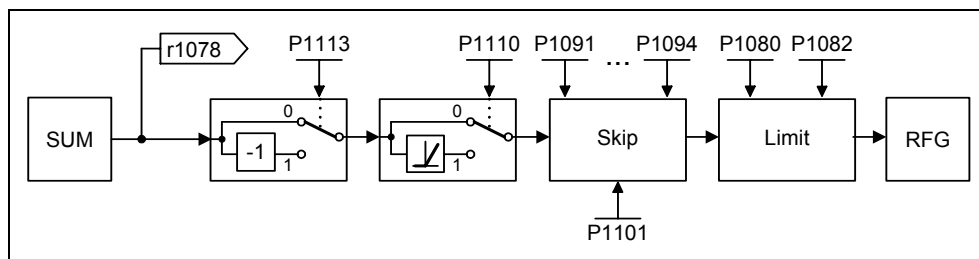 r1078
P1113
P1110
P1091
...
P1094
P1080
P1082
SUM
0
-1
1
0
1
Skip
Limit
RFG
P1101